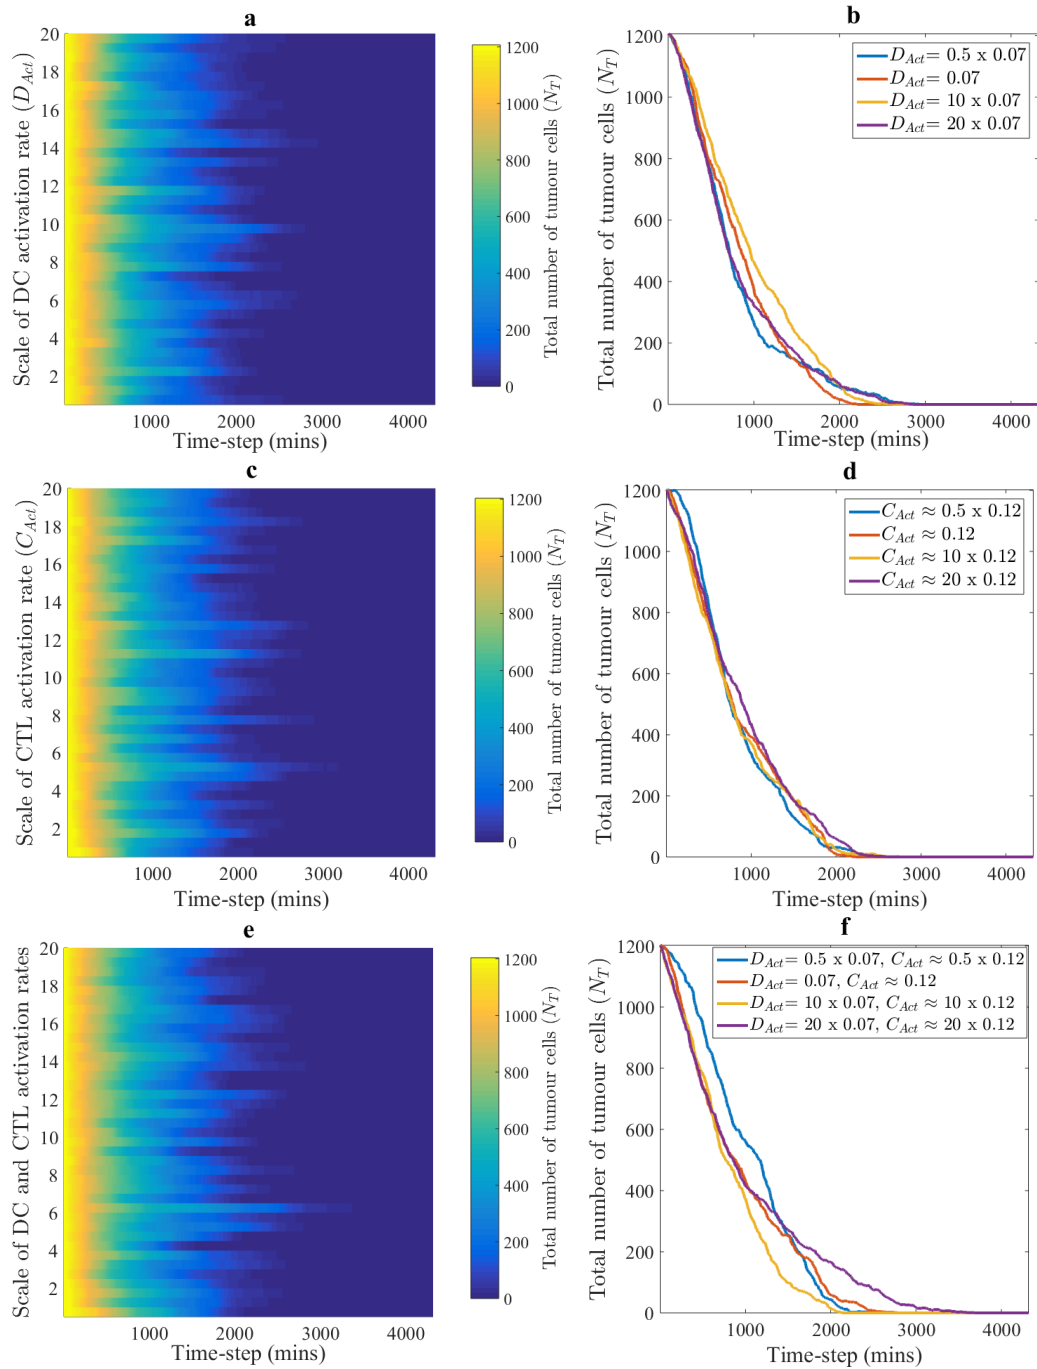 a
Scale of DC activation rate (D_Act)
20
18
16
14
12
10
8
6
4
2
1000 2000 3000 4000
Time-step (mins)
1200
1000
800
600
400
200
0
Total number of tumour cells (N_T)
b
Total number of tumour cells (N_T)
1200
1000
800
600
400
200
0
D_Act= 0.5 x 0.07
D_Act= 0.07
D_Act= 10 x 0.07
D_Act= 20 x 0.07
0 1000 2000 3000 4000
Time-step (mins)
c
Scale of CTL activation rate (C_Act)
20
18
16
14
12
10
8
6
4
2
1000 2000 3000 4000
Time-step (mins)
1200
1000
800
600
400
200
0
Total number of tumour cells (N_T)
d
Total number of tumour cells (N_T)
1200
1000
800
600
400
200
0
C_Act ≈ 0.5 x 0.12
C_Act ≈ 0.12
C_Act ≈ 10 x 0.12
C_Act ≈ 20 x 0.12
1000 2000 3000 4000
Time-step (mins)
e
Scale of DC and CTL activation rates
20
18
16
14
12
10
8
6
4
2
1000 2000 3000 4000
Time-step (mins)
1200
1000
800
600
400
200
0
Total number of tumour cells (N_T)
f
Total number of tumour cells (N_T)
1200
1000
800
600
400
200
0
D_Act= 0.5 x 0.07, C_Act ≈ 0.5 x 0.12
D_Act= 0.07, C_Act ≈ 0.12
D_Act= 10 x 0.07, C_Act ≈ 10 x 0.12
D_Act= 20 x 0.07, C_Act ≈ 20 x 0.12
1000 2000 3000 4000
Time-step (mins)